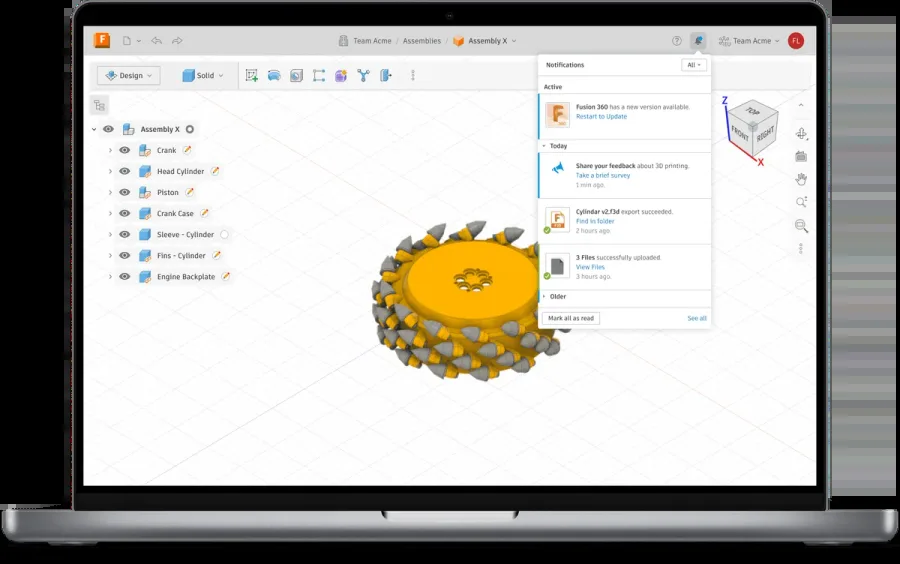 F
Team Acme / Assemblies / Assembly X
Team Acme
FL
Design
Solid
Notifications
All
Active
Fusion 360 has a new version available.
Restart to Update
Today
Share your feedback about 3D printing.
Take a brief survey
1 min ago.
Cylindar v2.f3d export succeeded.
Find in folder
2 hours ago.
3 Files successfully uploaded.
View Files
3 hours ago.
Older
Mark all as read
See all
Assembly X
Crank
Head Cylinder
Piston
Crank Case
Sleeve - Cylinder
Fins - Cylinder
Engine Backplate
Z
TOP
FRONT
RIGHT
X